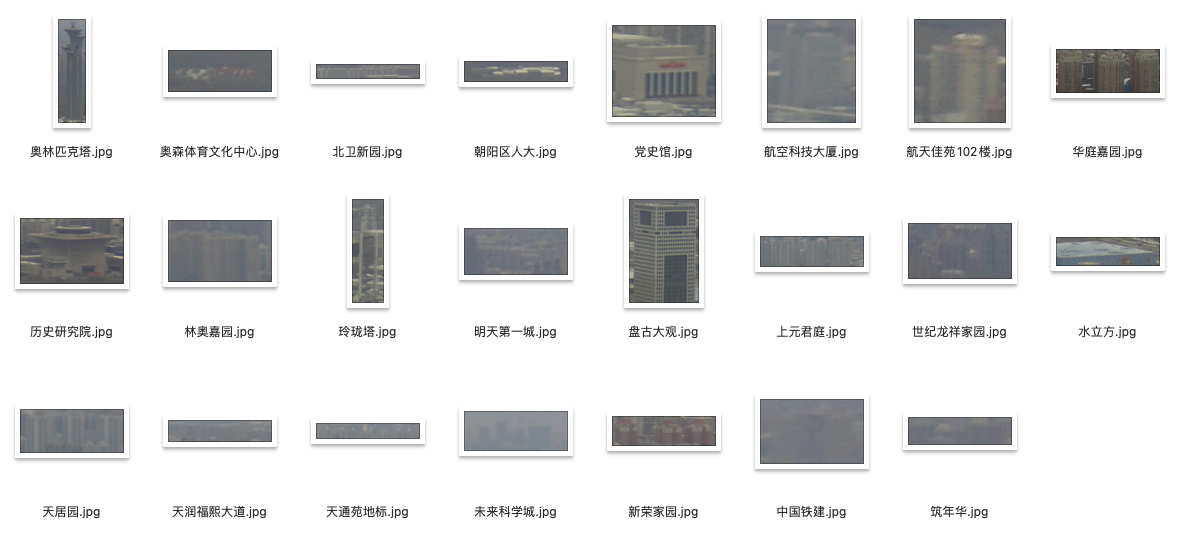 奥林匹克塔.jpg 奥森体育文化中心.jpg 北卫新园.jpg 朝阳区人大.jpg 党史馆.jpg 航空科技大厦.jpg 航天佳苑102楼.jpg 华庭嘉园.jpg
历史研究院.jpg 林奥嘉园.jpg 玲珑塔.jpg 明天第一城.jpg 盘古大观.jpg 上元君庭.jpg 世纪龙祥家园.jpg 水立方.jpg
天居园.jpg 天润福熙大道.jpg 天通苑地标.jpg 未来科学城.jpg 新荣家园.jpg 中国铁建.jpg 筑年华.jpg